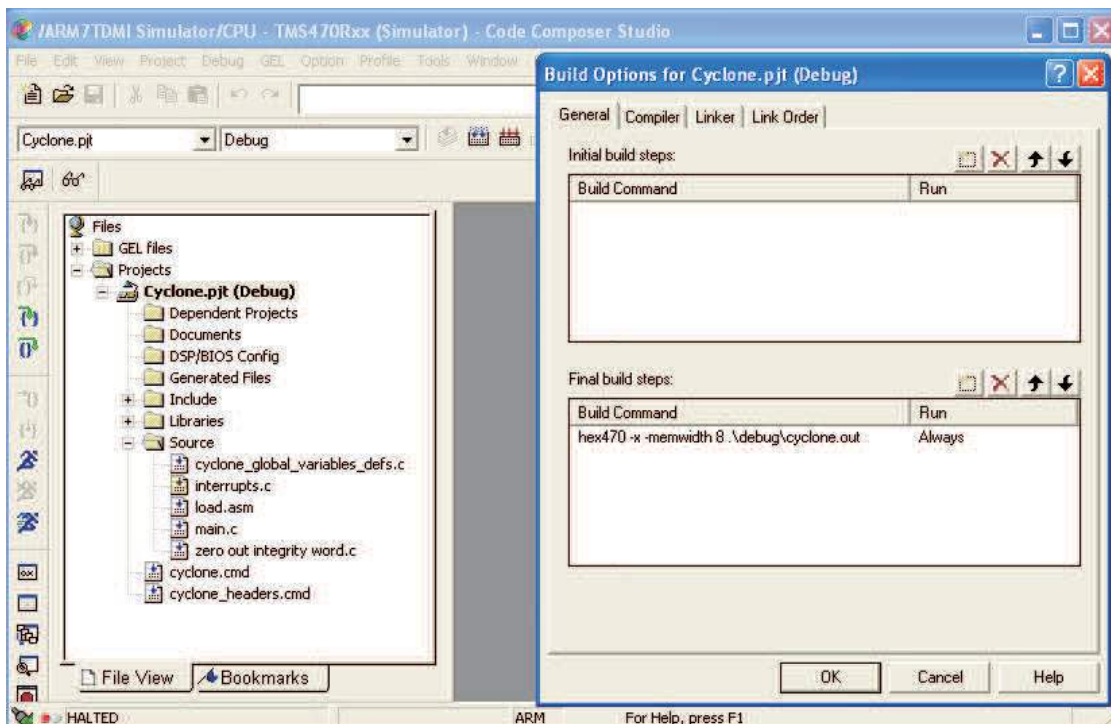 /ARM7TDMI Simulator/CPU - TMS470Rxx (Simulator) - Code Composer Studio
File Edit View Project Debug GEL Option Profile Tools Window
Cyclone.pjt
Debug
Files
GEL files
Projects
Cyclone.pjt (Debug)
Dependent Projects
Documents
DSP/BIOS Config
Generated Files
Include
Libraries
Source
cyclone_global_variables_defs.c
interrupts.c
load.asm
main.c
zero out integrity word.c
cyclone.cmd
cyclone_headers.cmd
File View
Bookmarks
HALTED
ARM
For Help, press F1
Build Options for Cyclone.pjt (Debug)
General Compiler Linker Link Order
Initial build steps:
Build Command Run
Final build steps:
Build Command Run
hex470 -x -memwidth 8 .\debug\cyclone.out Always
OK Cancel Help